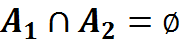 A₁ ∩ A₂ = ∅